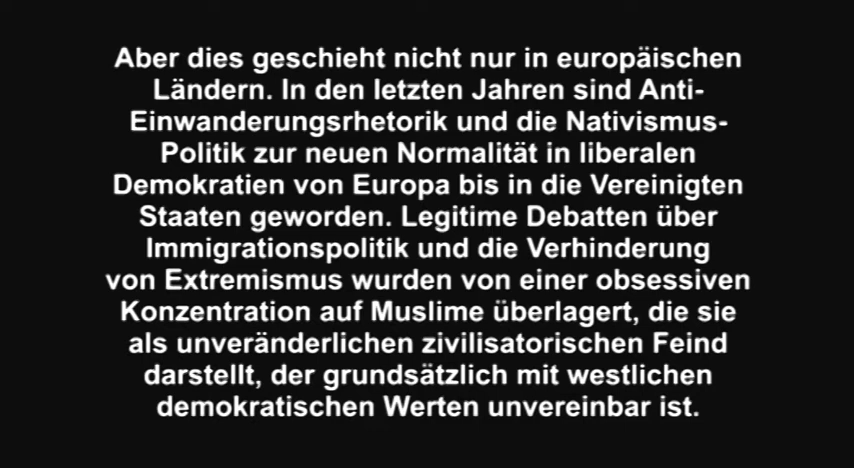 Aber dies geschieht nicht nur in europäischen
Ländern. In den letzten Jahren sind Anti-
Einwanderungsrhetorik und die Nativismus-
Politik zur neuen Normalität in liberalen
Demokratien von Europa bis in die Vereinigten
Staaten geworden. Legitime Debatten über
Immigrationspolitik und die Verhinderung
von Extremismus wurden von einer obsessiven
Konzentration auf Muslime überlagert, die sie
als unveränderlichen zivilisatorischen Feind
darstellt, der grundsätzlich mit westlichen
demokratischen Werten unvereinbar ist.